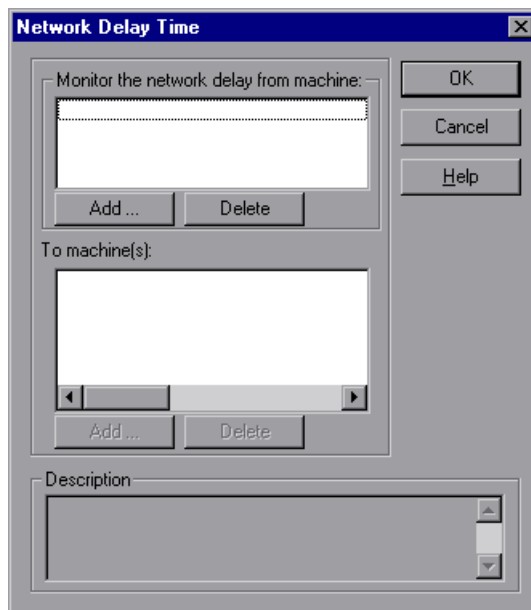 Network Delay Time
Monitor the network delay from machine:
OK
Cancel
Help
Add ...
Delete
To machine(s):
Add ...
Delete
Description